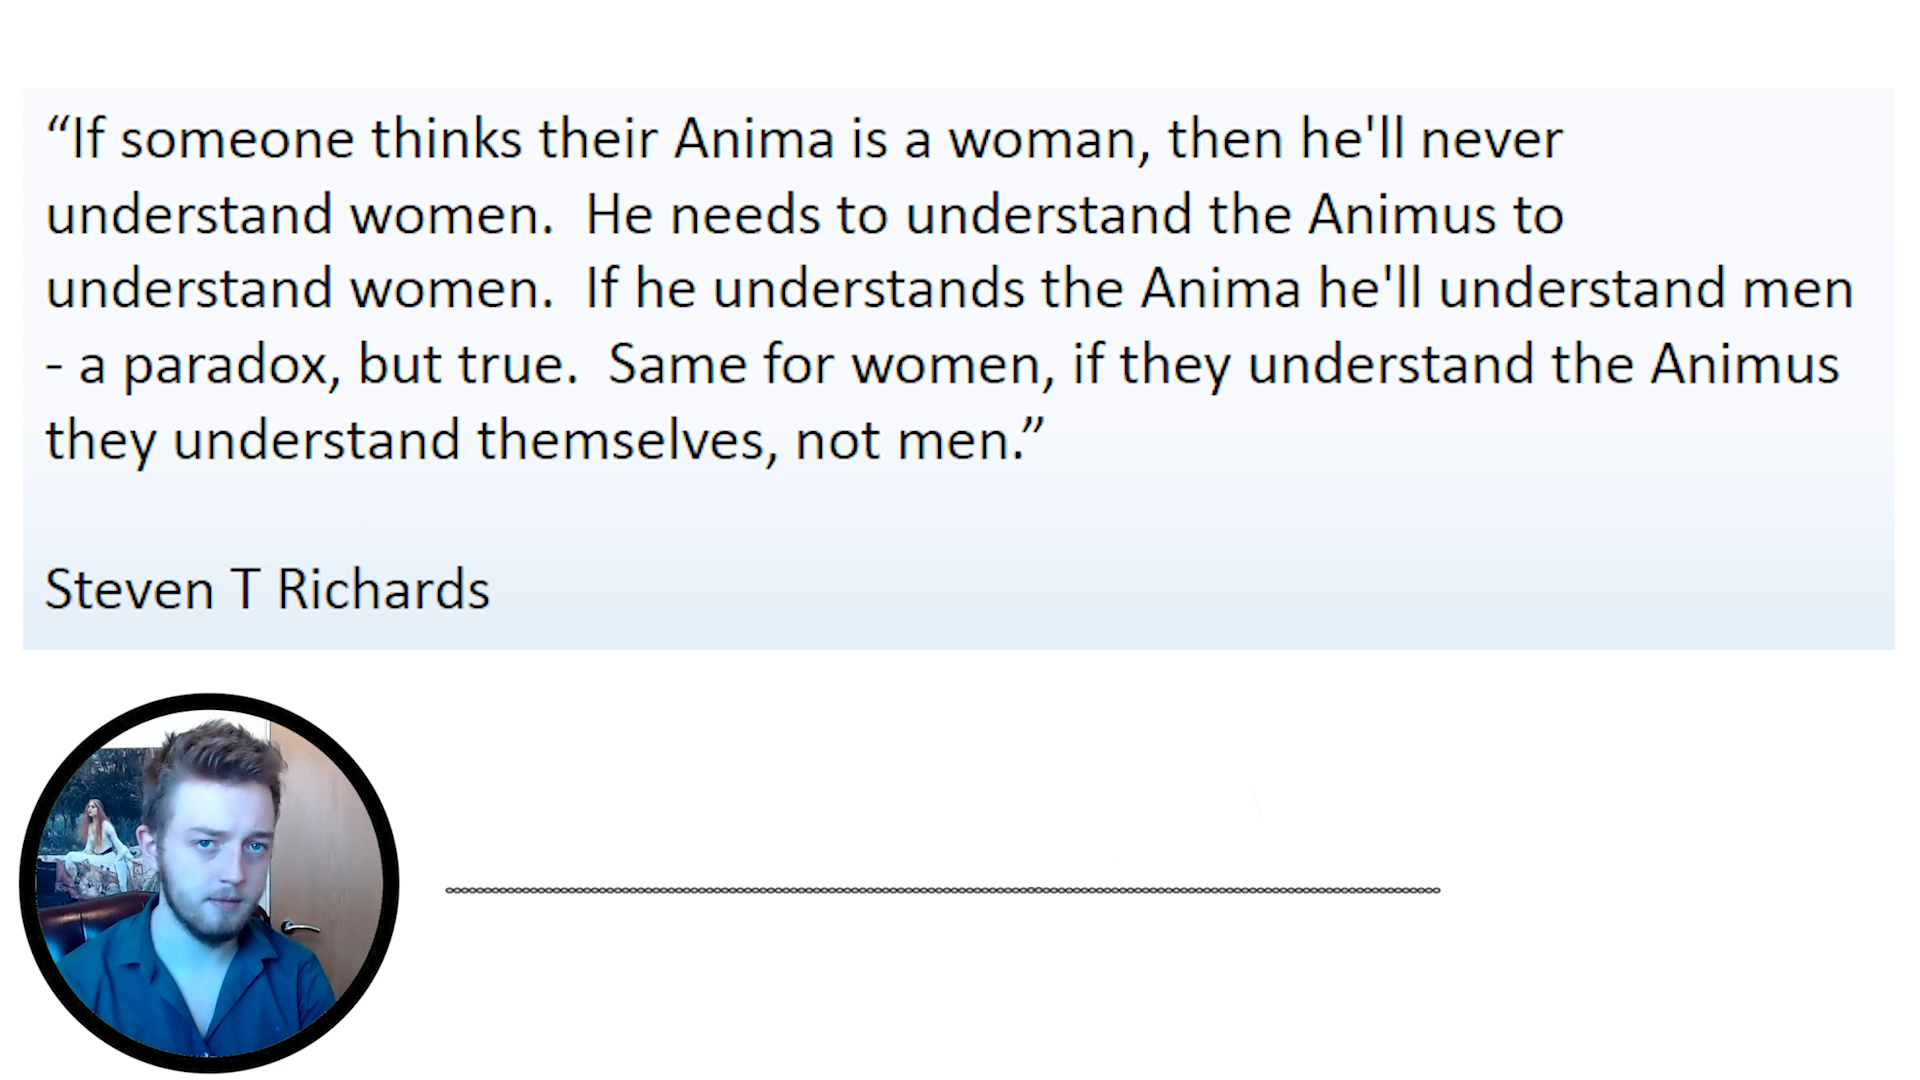 “If someone thinks their Anima is a woman, then he'll never
understand women.  He needs to understand the Animus to
understand women.  If he understands the Anima he'll understand men
- a paradox, but true.  Same for women, if they understand the Animus
they understand themselves, not men.”
Steven T Richards